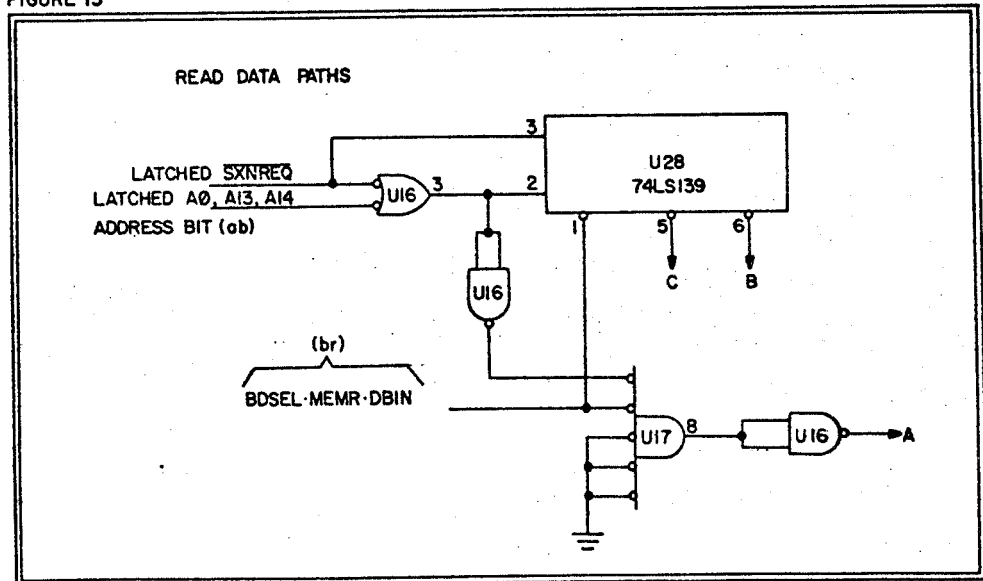 FIGURE 15
READ DATA PATHS
3
U28
74LS139
LATCHED SXNREQ
U16
3
2
LATCHED A0, A13, A14
ADDRESS BIT (ab)
1
5
6
C
B
U16
(br)
BDSEL·MEMR·DBIN
U17
8
U16
A